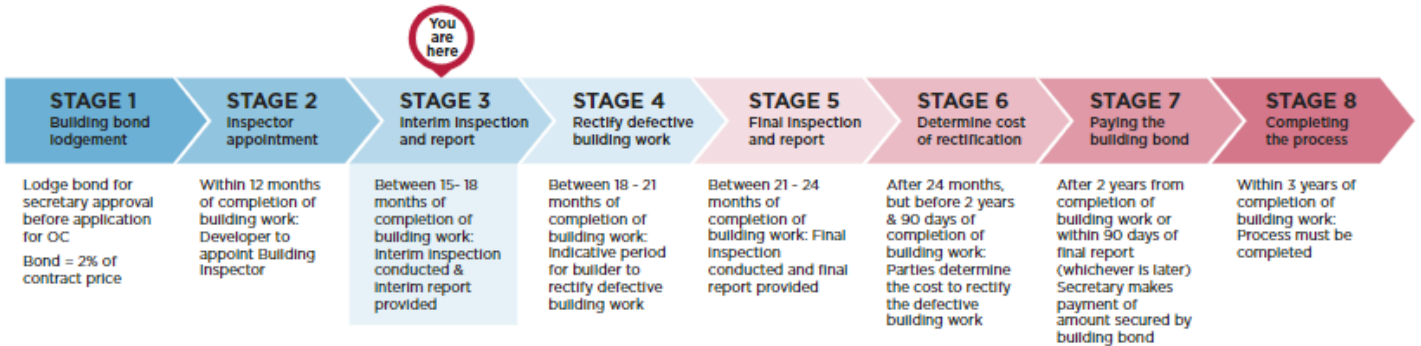 You
are
here
STAGE 1
Building bond
lodgement
STAGE 2
Inspector
appointment
STAGE 3
Interim inspection
and report
STAGE 4
Rectify defective
building work
STAGE 5
Final inspection
and report
STAGE 6
Determine cost
of rectification
STAGE 7
Paying the
building bond
STAGE 8
Completing
the process
Lodge bond for
secretary approval
before application
for OC
Bond = 2% of
contract price
Within 12 months
of completion of
building work:
Developer to
appoint Building
Inspector
Between 15- 18
months of
completion of
building work:
Interim inspection
conducted &
interim report
provided
Between 18 - 21
months of
completion of
building work:
Indicative period
for builder to
rectify defective
building work
Between 21 - 24
months of
completion of
building work: Final
inspection
conducted and final
report provided
After 24 months,
but before 2 years
& 90 days of
completion of
building work:
Parties determine
the cost to rectify
the defective
building work
After 2 years from
completion of
building work or
within 90 days of
final report
(whichever is later)
Secretary makes
payment of
amount secured by
building bond
Within 3 years of
completion of
building work:
Process must be
completed